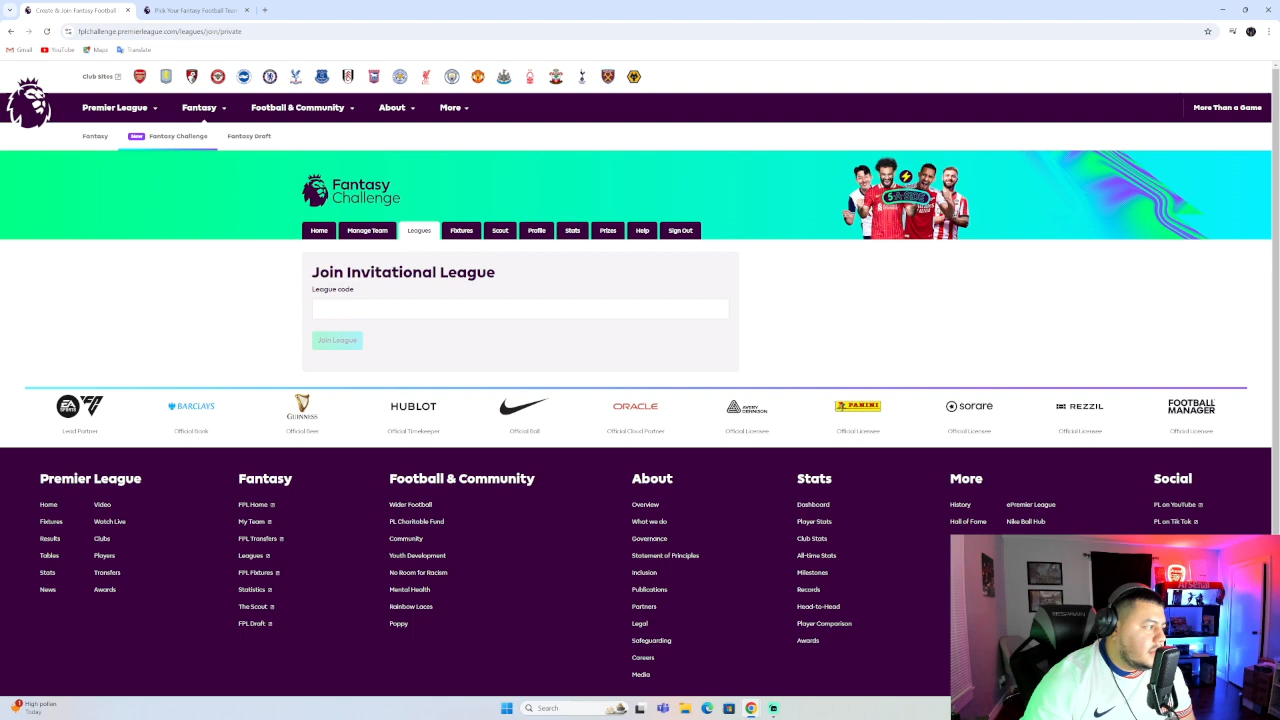 Create & Join Fantasy Football
Pick Your Fantasy Football Team
fplchallenge.premierleague.com/leagues/join/private
Gmail YouTube Maps Translate
Club Sites
Premier League Fantasy Football & Community About More More Than a Game
Fantasy New Fantasy Challenge Fantasy Draft
Fantasy
Challenge
5-A-SIDE
Home Manage Team Leagues Fixtures Scout Profile Stats Prizes Help Sign Out
Join Invitational League
League code
Join League
EA SPORTS FC BARCLAYS GUINNESS HUBLOT ORACLE AVERY DENNISON PANINI sorare REZZIL FOOTBALL MANAGER
Lead Partner Official Bank Official Beer Official Timekeeper Official Ball Official Cloud Partner Official Licensee Official Licensee Official Licensee Official Licensee Official Licensee
Premier League
Home Video
Fixtures Watch Live
Results Clubs
Tables Players
Stats Transfers
News Awards
Fantasy
FPL Home
My Team
FPL Transfers
Leagues
FPL Fixtures
Statistics
The Scout
FPL Draft
Football & Community
Wider Football
PL Charitable Fund
Community
Youth Development
No Room for Racism
Mental Health
Rainbow Laces
Poppy
About
Overview
What we do
Governance
Statement of Principles
Inclusion
Publications
Partners
Legal
Safeguarding
Careers
Media
Stats
Dashboard
Player Stats
Club Stats
All-time Stats
Milestones
Records
Head-to-Head
Player Comparison
Awards
More
History ePremier League
Hall of Fame Nike Ball Hub
Social
PL on YouTube
PL on Tik Tok
Arsenal
RESPAWN
1
High pollen
Today
Search